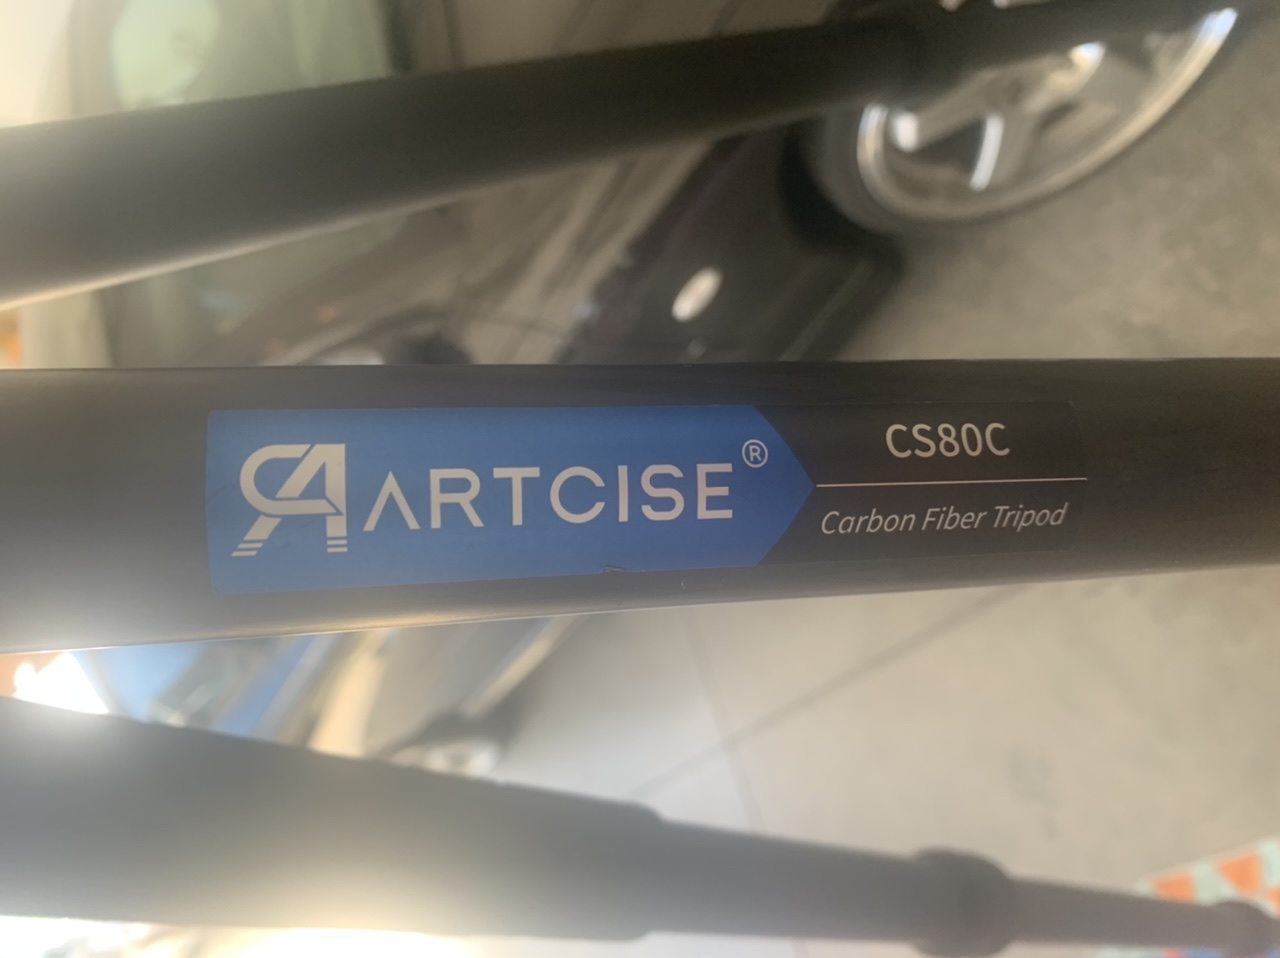 ARTCISE®
CS80C
Carbon Fiber Tripod